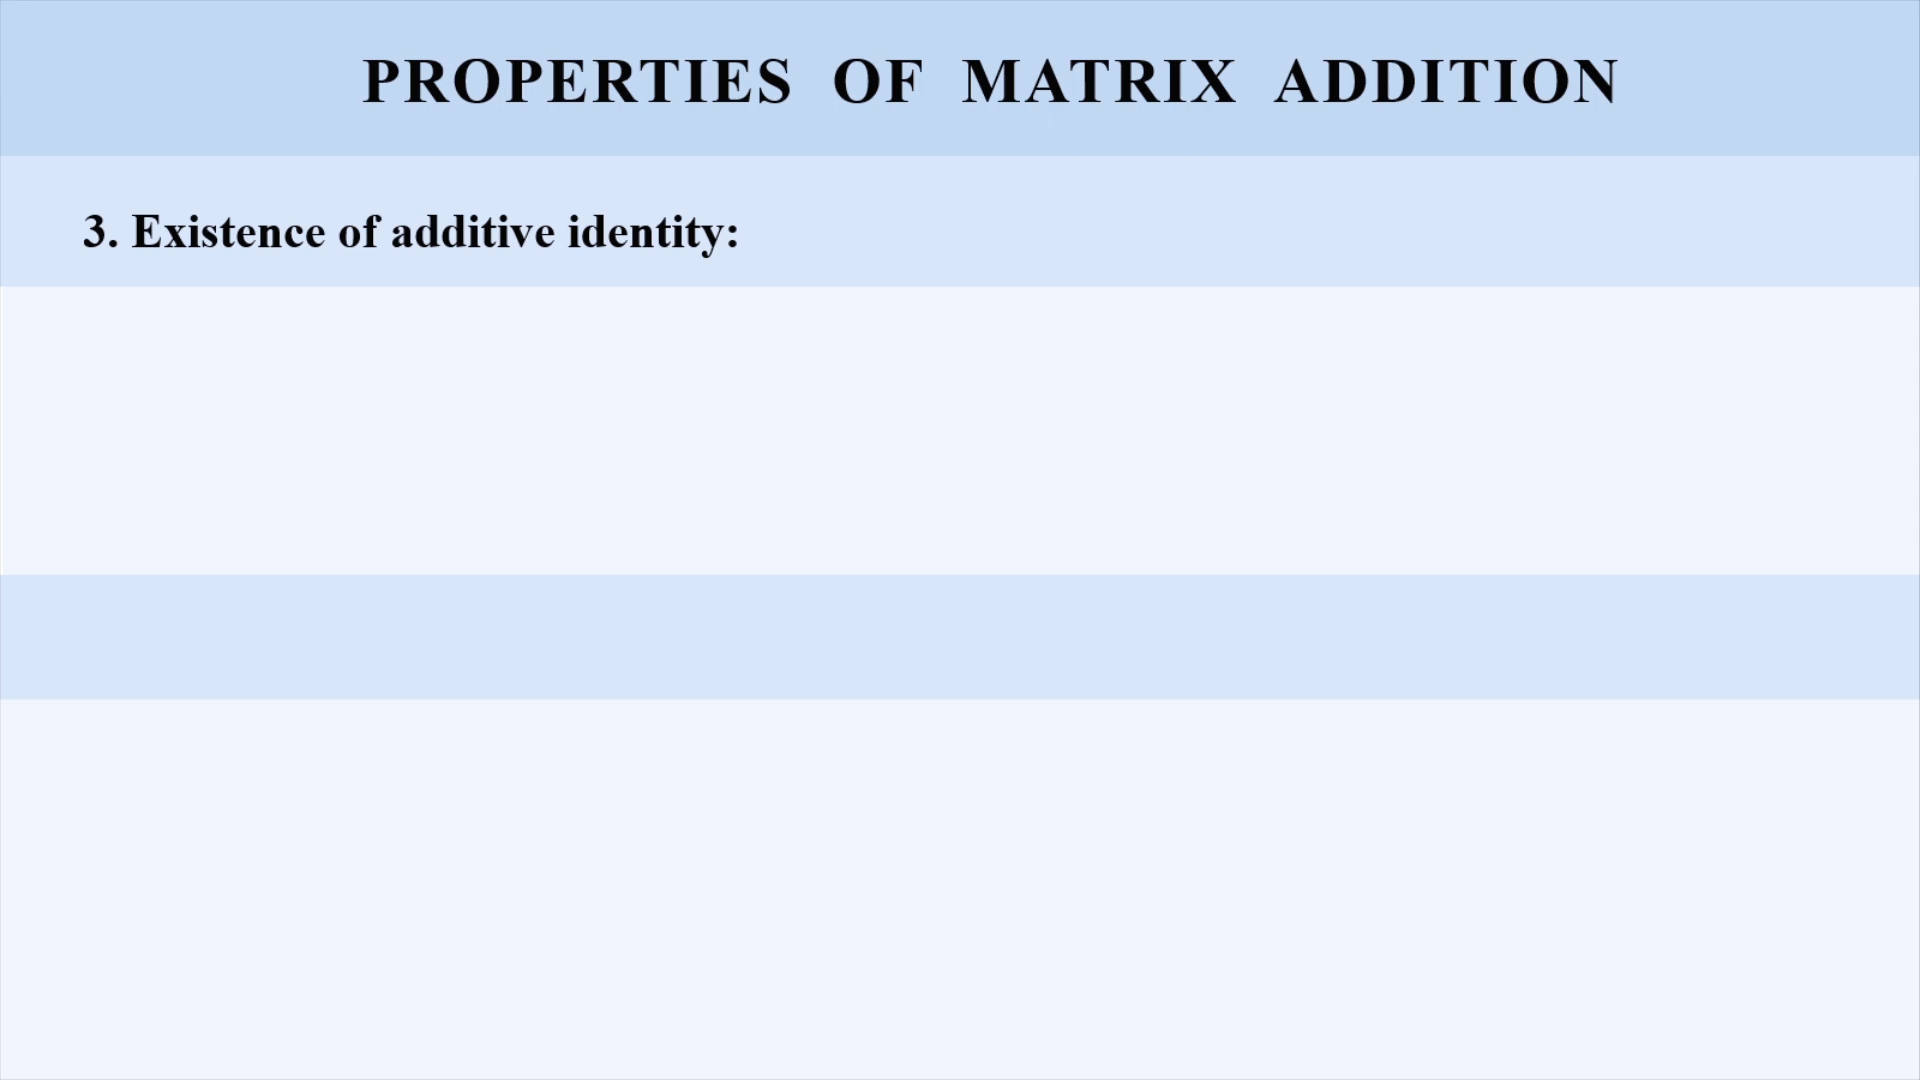 PROPERTIES OF MATRIX ADDITION
3. Existence of additive identity: